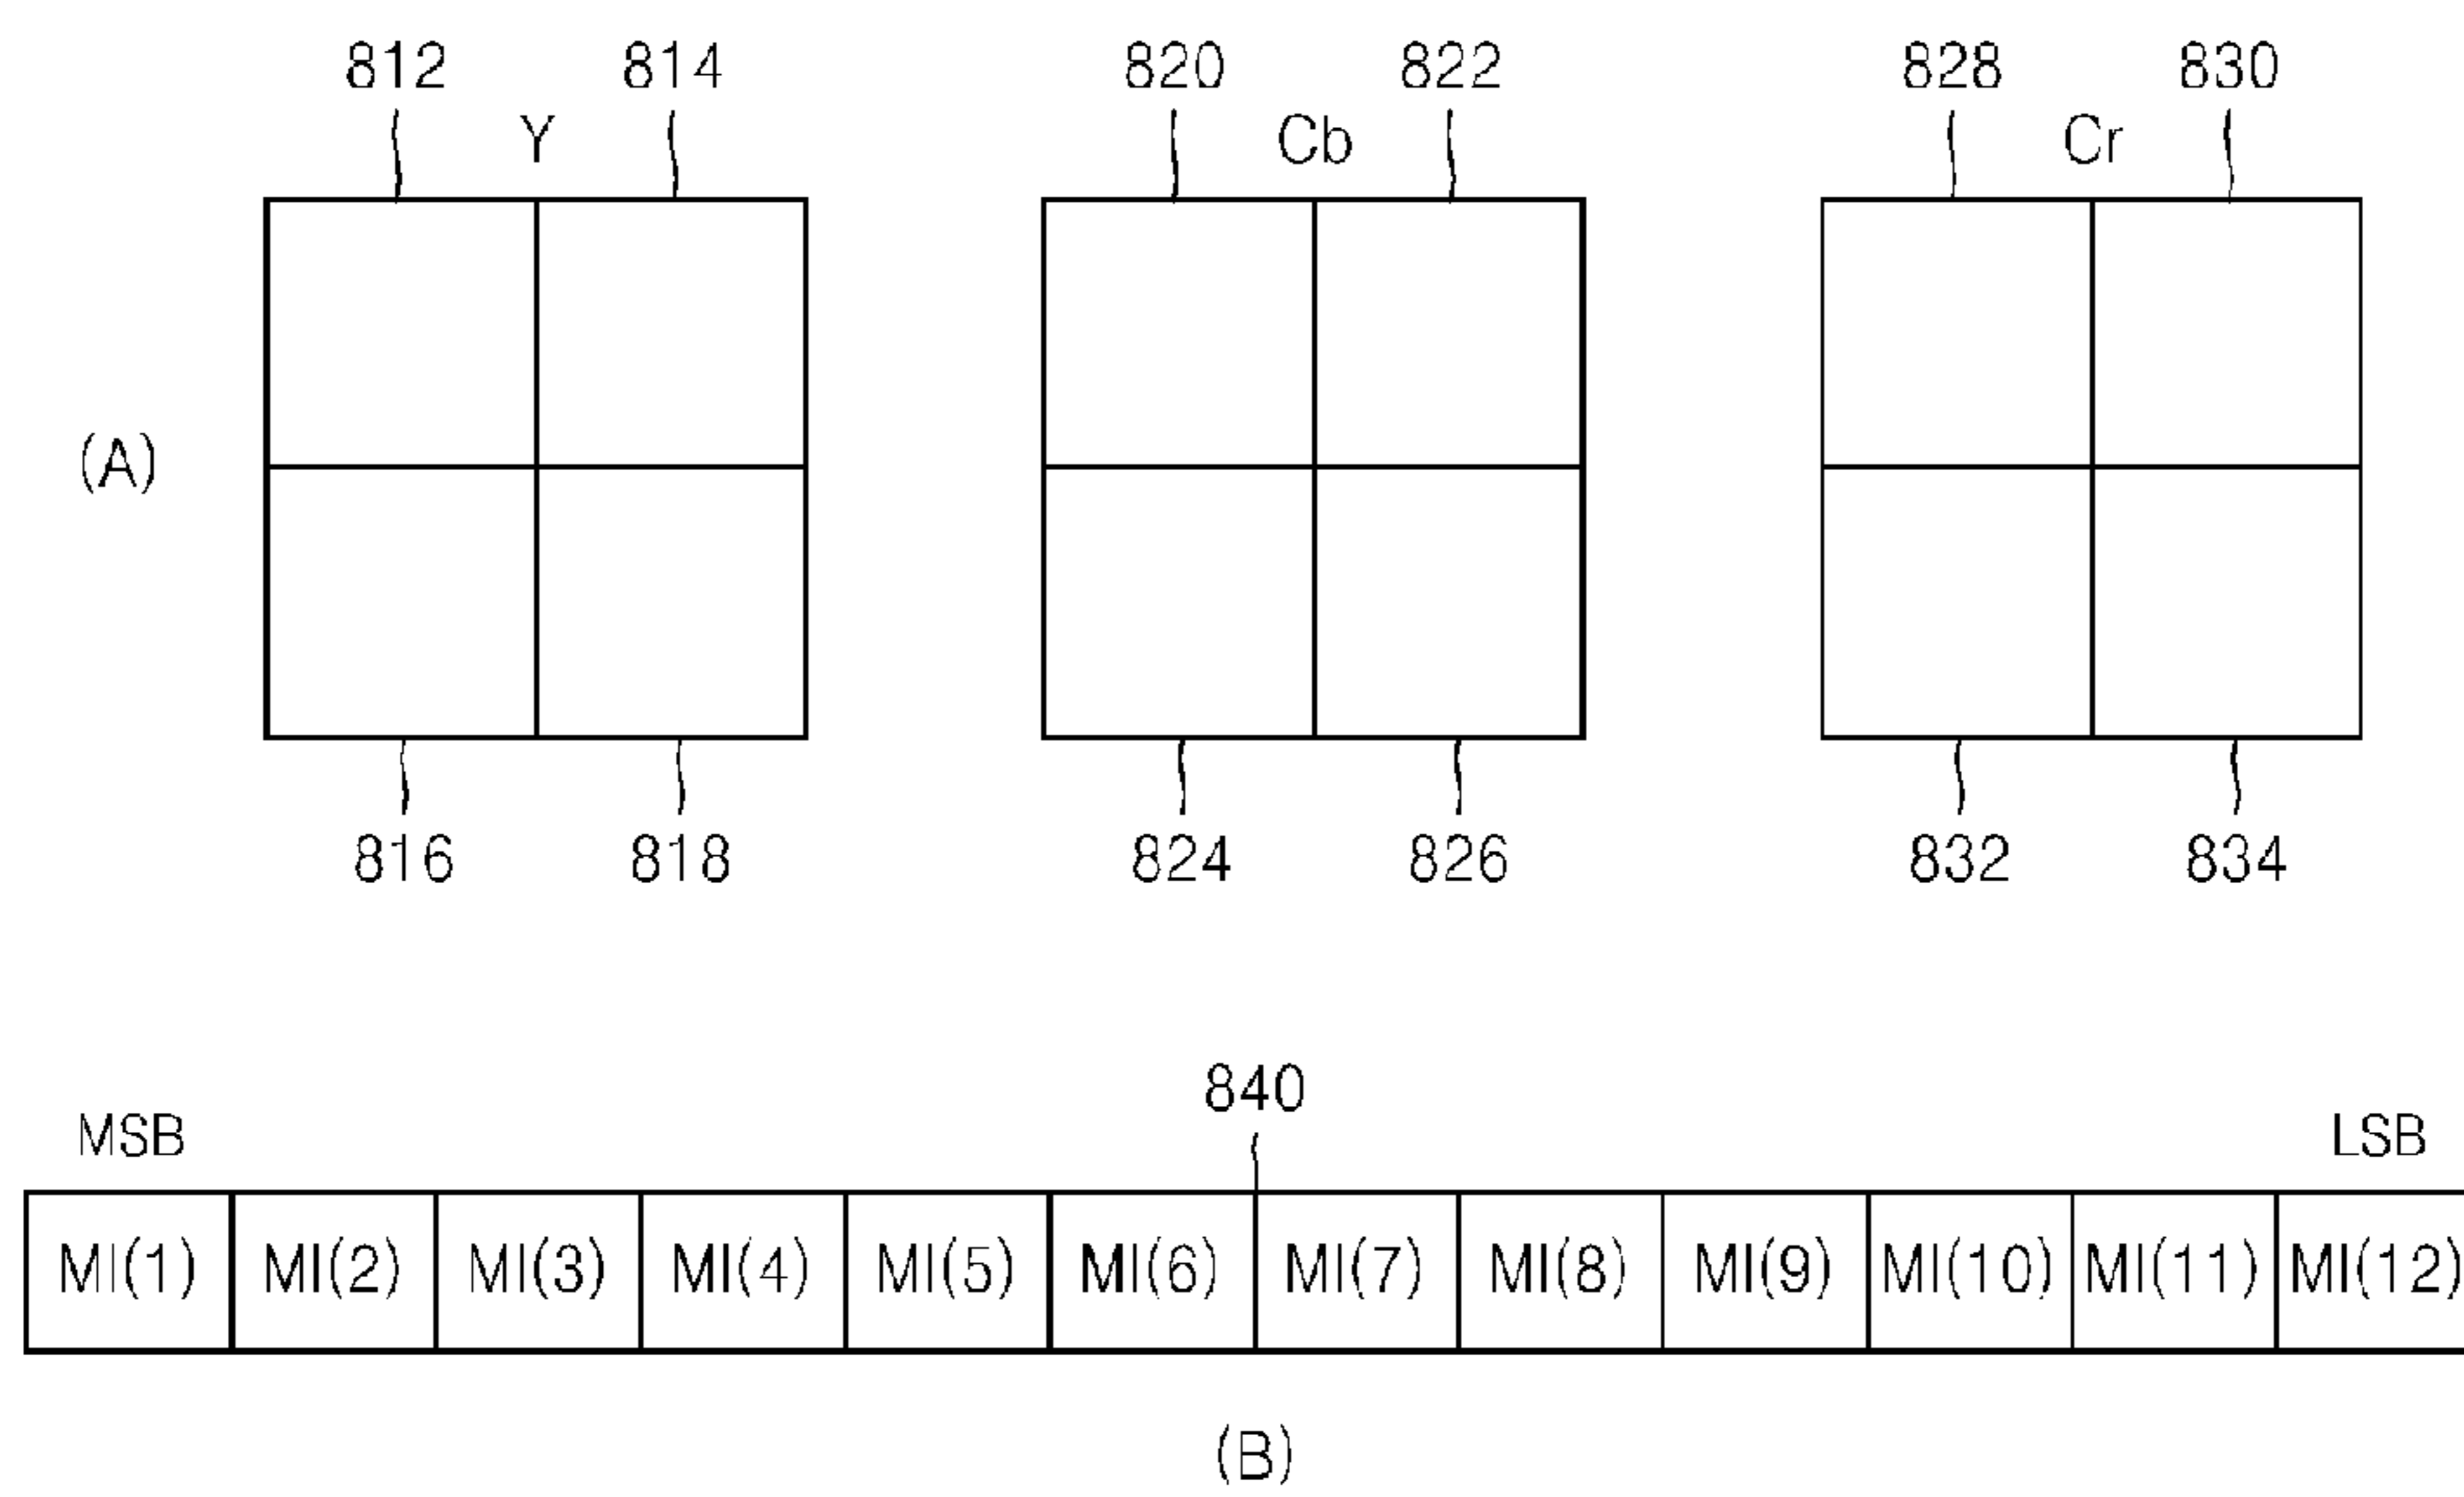 812 814 820 822 828 830
Y Cb Cr
(A)
816 818 824 826 832 834
840
MSB LSB
MI(1) MI(2) MI(3) MI(4) MI(5) MI(6) MI(7) MI(8) MI(9) MI(10) MI(11) MI(12)
(B)